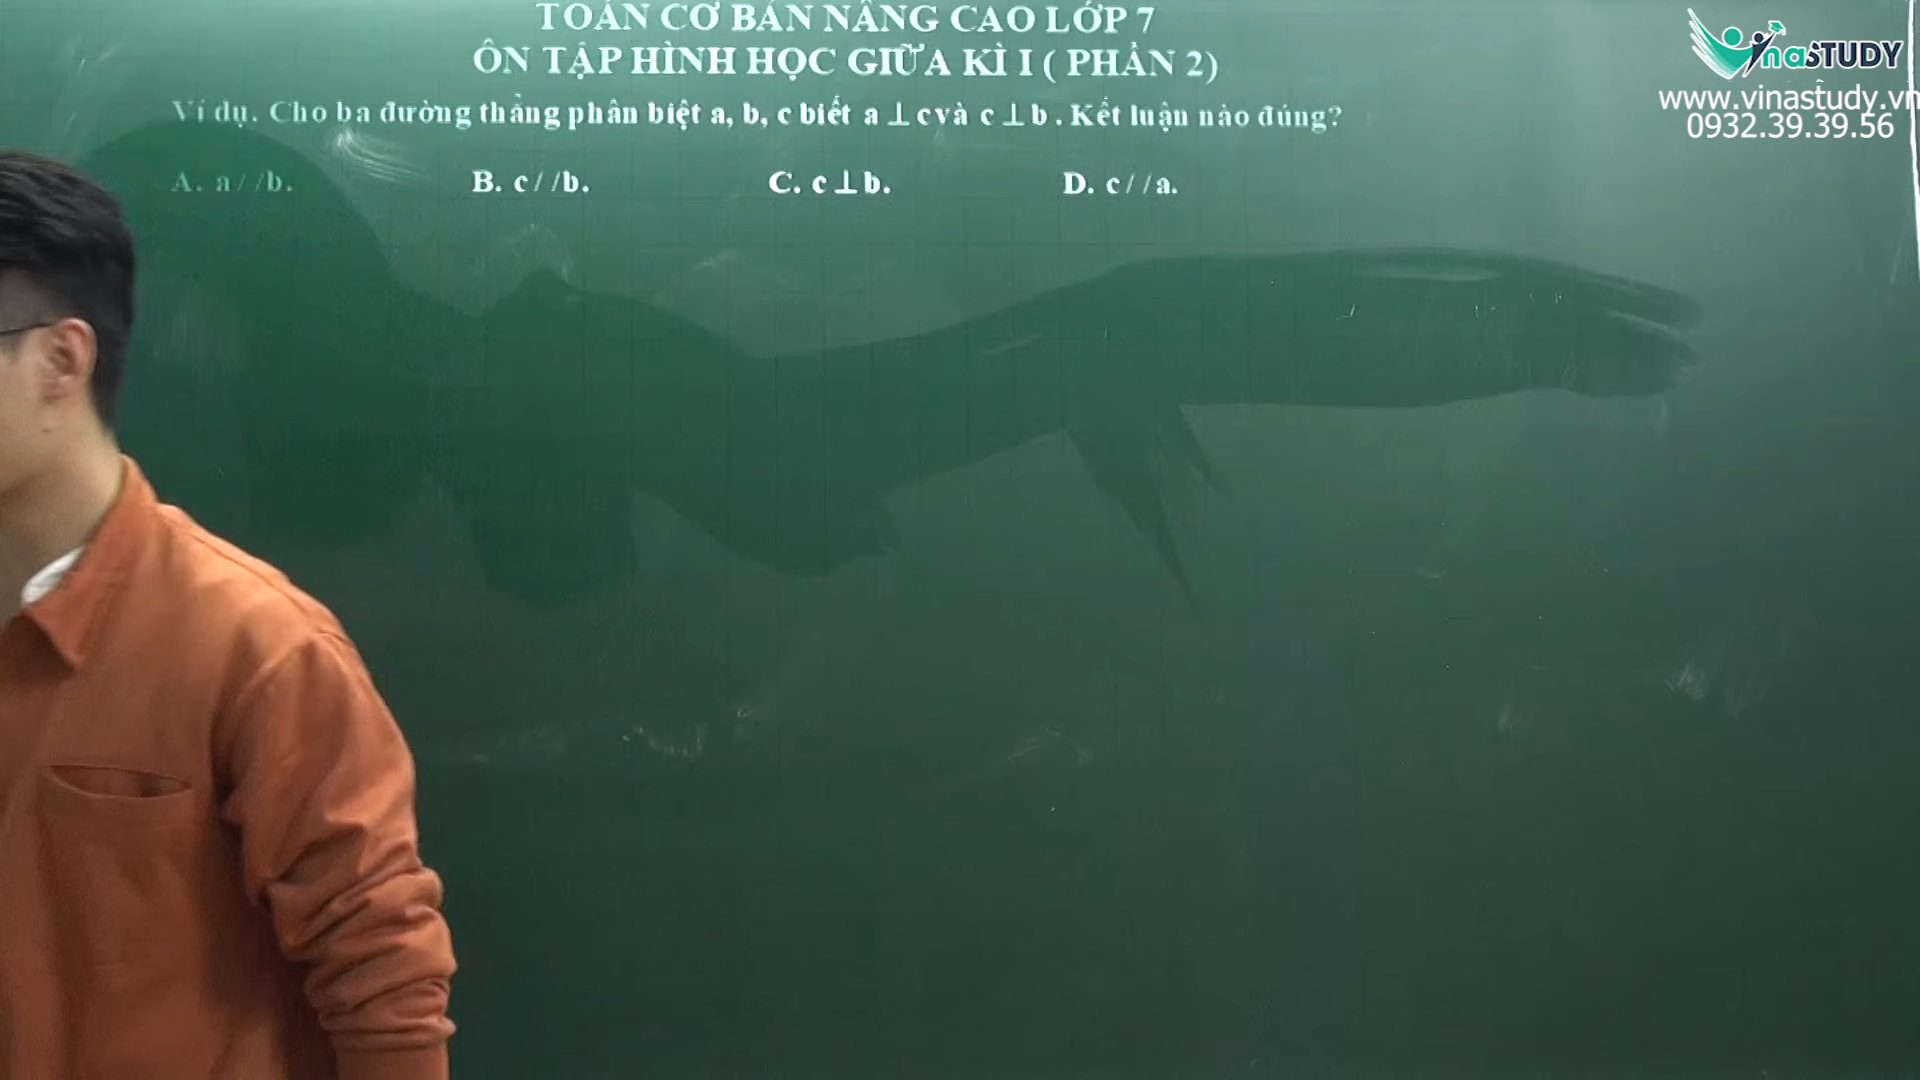 TOÁN CƠ BẢN NÂNG CAO LỚP 7
ÔN TẬP HÌNH HỌC GIỮA KÌ I ( PHẦN 2)
Ví dụ. Cho ba đường thẳng phân biệt a, b, c biết a ⊥ c và c ⊥ b . Kết luận nào đúng?
A. a / / b. B. c / / b. C. c ⊥ b. D. c / / a.
VinaSTUDY
www.vinastudy.vn
0932.39.39.56